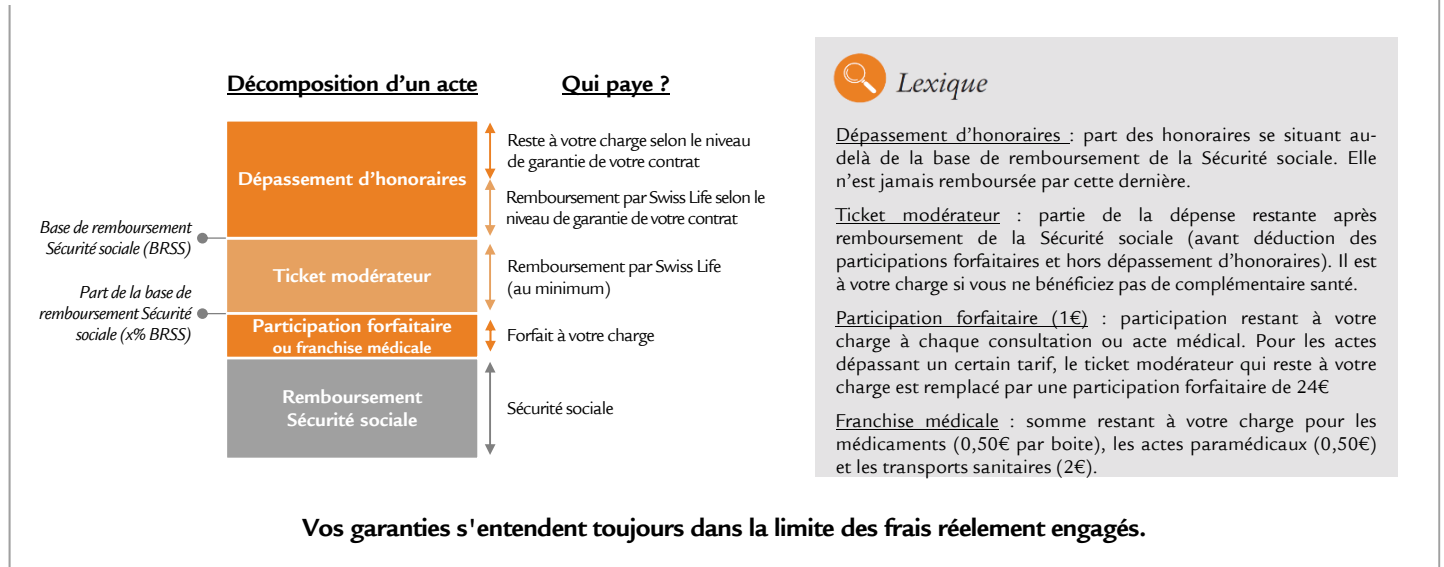 Décomposition d'un acte
Qui paye ?
Dépassement d'honoraires
Reste à votre charge selon le niveau
de garantie de votre contrat
Remboursement par Swiss Life selon le
niveau de garantie de votre contrat
Base de remboursement
Sécurité sociale (BRSS)
Ticket modérateur
Remboursement par Swiss Life
(au minimum)
Part de la base de
remboursement Sécurité
sociale (x% BRSS)
Participation forfaitaire
ou franchise médicale
Forfait à votre charge
Remboursement
Sécurité sociale
Sécurité sociale
Lexique
Dépassement d'honoraires : part des honoraires se situant au-
delà de la base de remboursement de la Sécurité sociale. Elle
n'est jamais remboursée par cette dernière.
Ticket modérateur : partie de la dépense restante après
remboursement de la Sécurité sociale (avant déduction des
participations forfaitaires et hors dépassement d'honoraires). Il est
à votre charge si vous ne bénéficiez pas de complémentaire santé.
Participation forfaitaire (1€) : participation restant à votre
charge à chaque consultation ou acte médical. Pour les actes
dépassant un certain tarif, le ticket modérateur qui reste à votre
charge est remplacé par une participation forfaitaire de 24€
Franchise médicale : somme restant à votre charge pour les
médicaments (0,50€ par boite), les actes paramédicaux (0,50€)
et les transports sanitaires (2€).
Vos garanties s'entendent toujours dans la limite des frais réelement engagés.